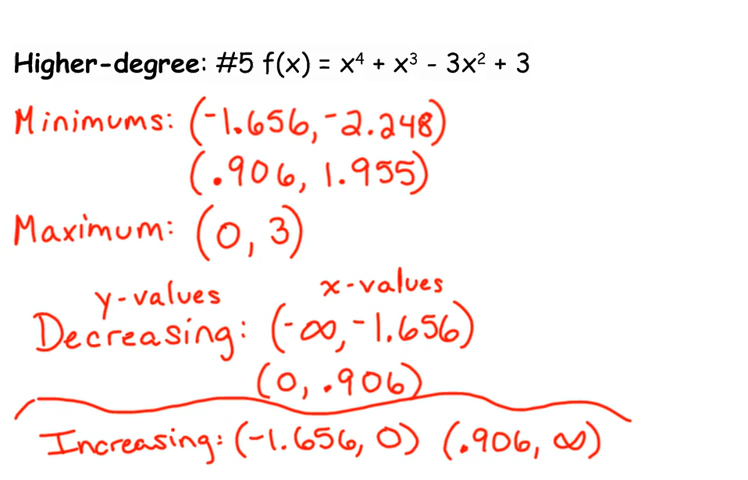 Higher-degree: #5 f(x) = x⁴ + x³ - 3x² + 3
Minimums: (-1.656, -2.248)
(.906, 1.955)
Maximum: (0, 3)
y-values x-values
Decreasing: (-∞, -1.656)
(0, .906)
Increasing: (-1.656, 0) (.906, ∞)